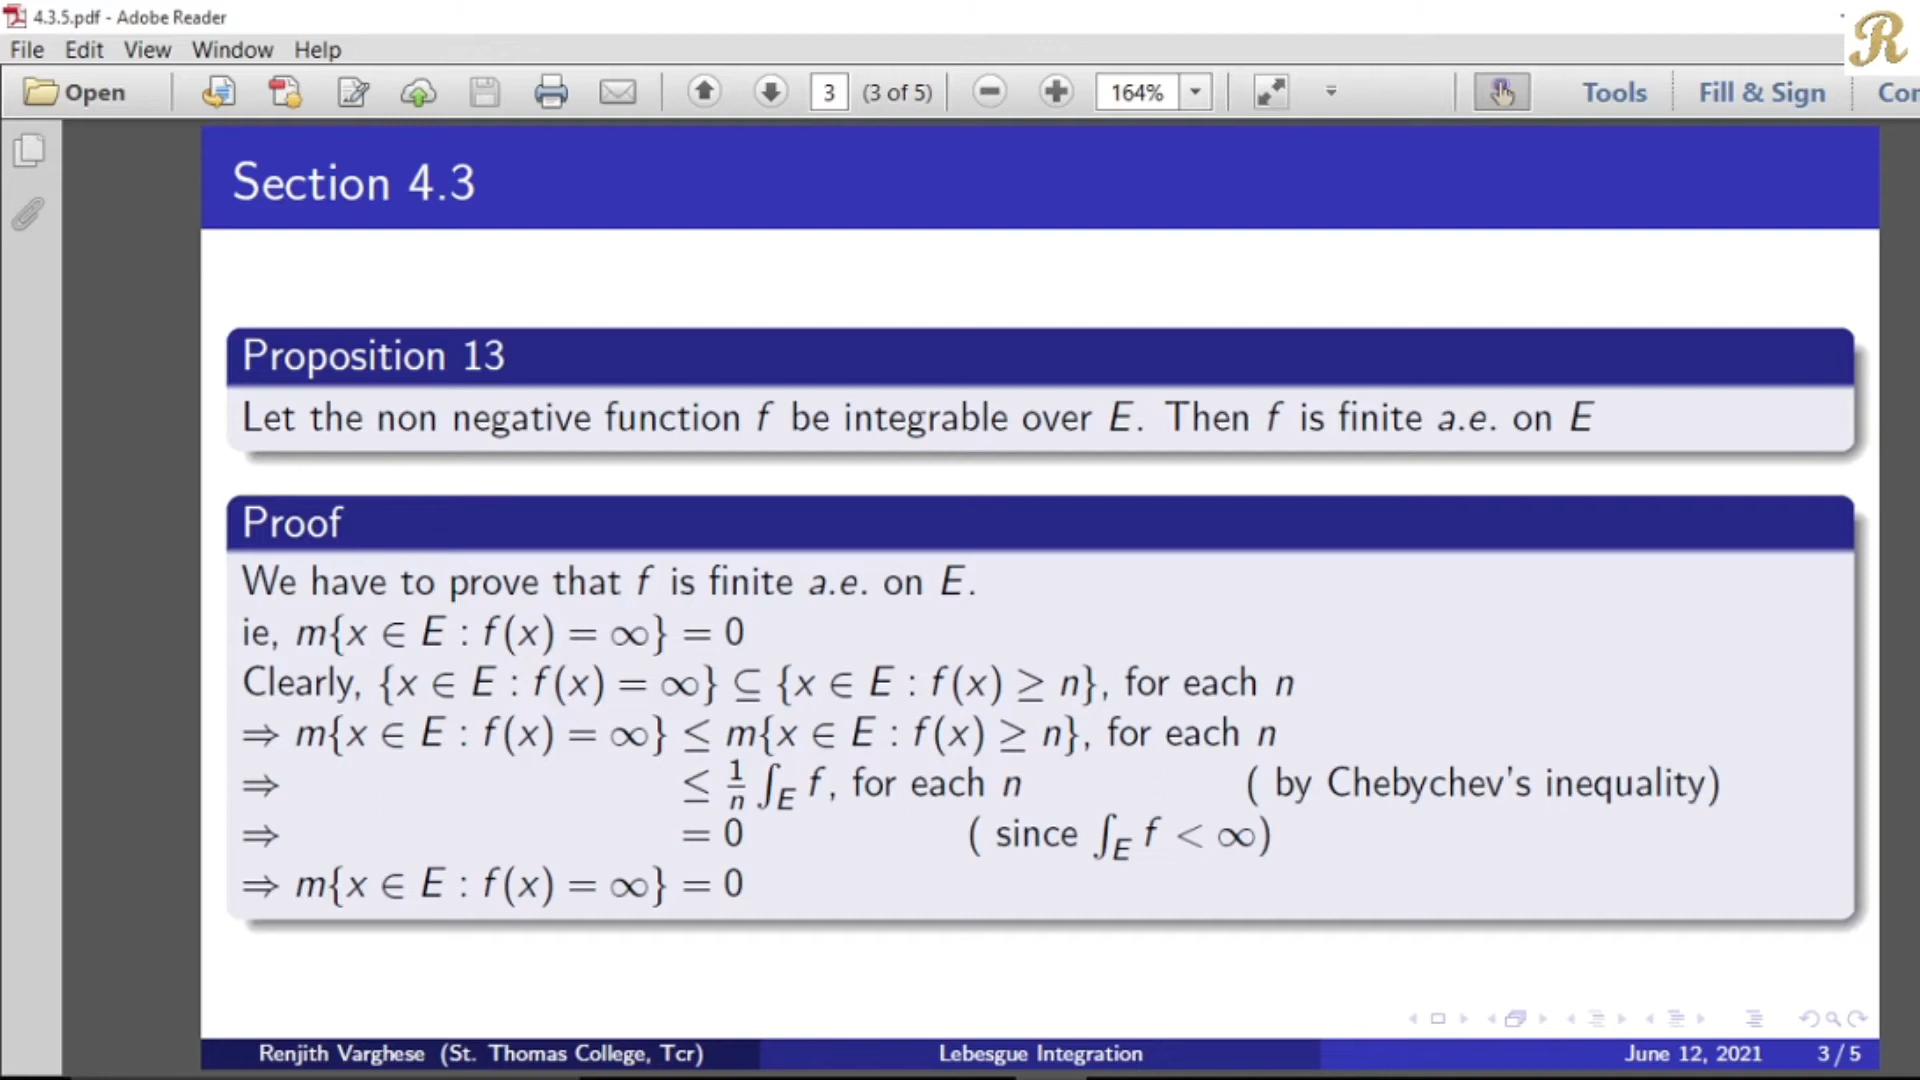 4.3.5.pdf - Adobe Reader
R
File Edit View Window Help
Open 3 (3 of 5) 164% Tools Fill & Sign Cor
Section 4.3
Proposition 13
Let the non negative function f be integrable over E. Then f is finite a.e. on E
Proof
We have to prove that f is finite a.e. on E.
ie, m{x ∈ E : f(x) = ∞} = 0
Clearly, {x ∈ E : f(x) = ∞} ⊆ {x ∈ E : f(x) ≥ n}, for each n
⇒ m{x ∈ E : f(x) = ∞} ≤ m{x ∈ E : f(x) ≥ n}, for each n
⇒ ≤ 1/n ∫_E f, for each n ( by Chebychev's inequality)
⇒ = 0 ( since ∫_E f < ∞)
⇒ m{x ∈ E : f(x) = ∞} = 0
Renjith Varghese (St. Thomas College, Tcr) Lebesgue Integration June 12, 2021 3 / 5